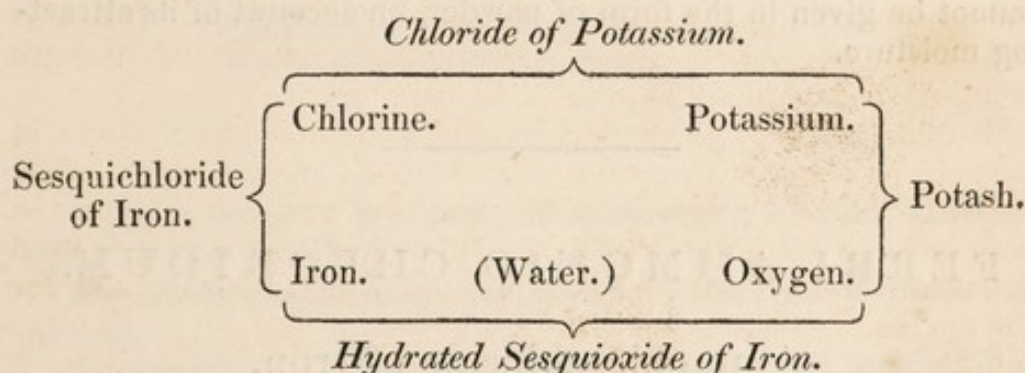 Chloride of Potassium.
Chlorine. Potassium.
Sesquichloride
of Iron.
Potash.
Iron. (Water.) Oxygen.
Hydrated Sesquioxide of Iron.